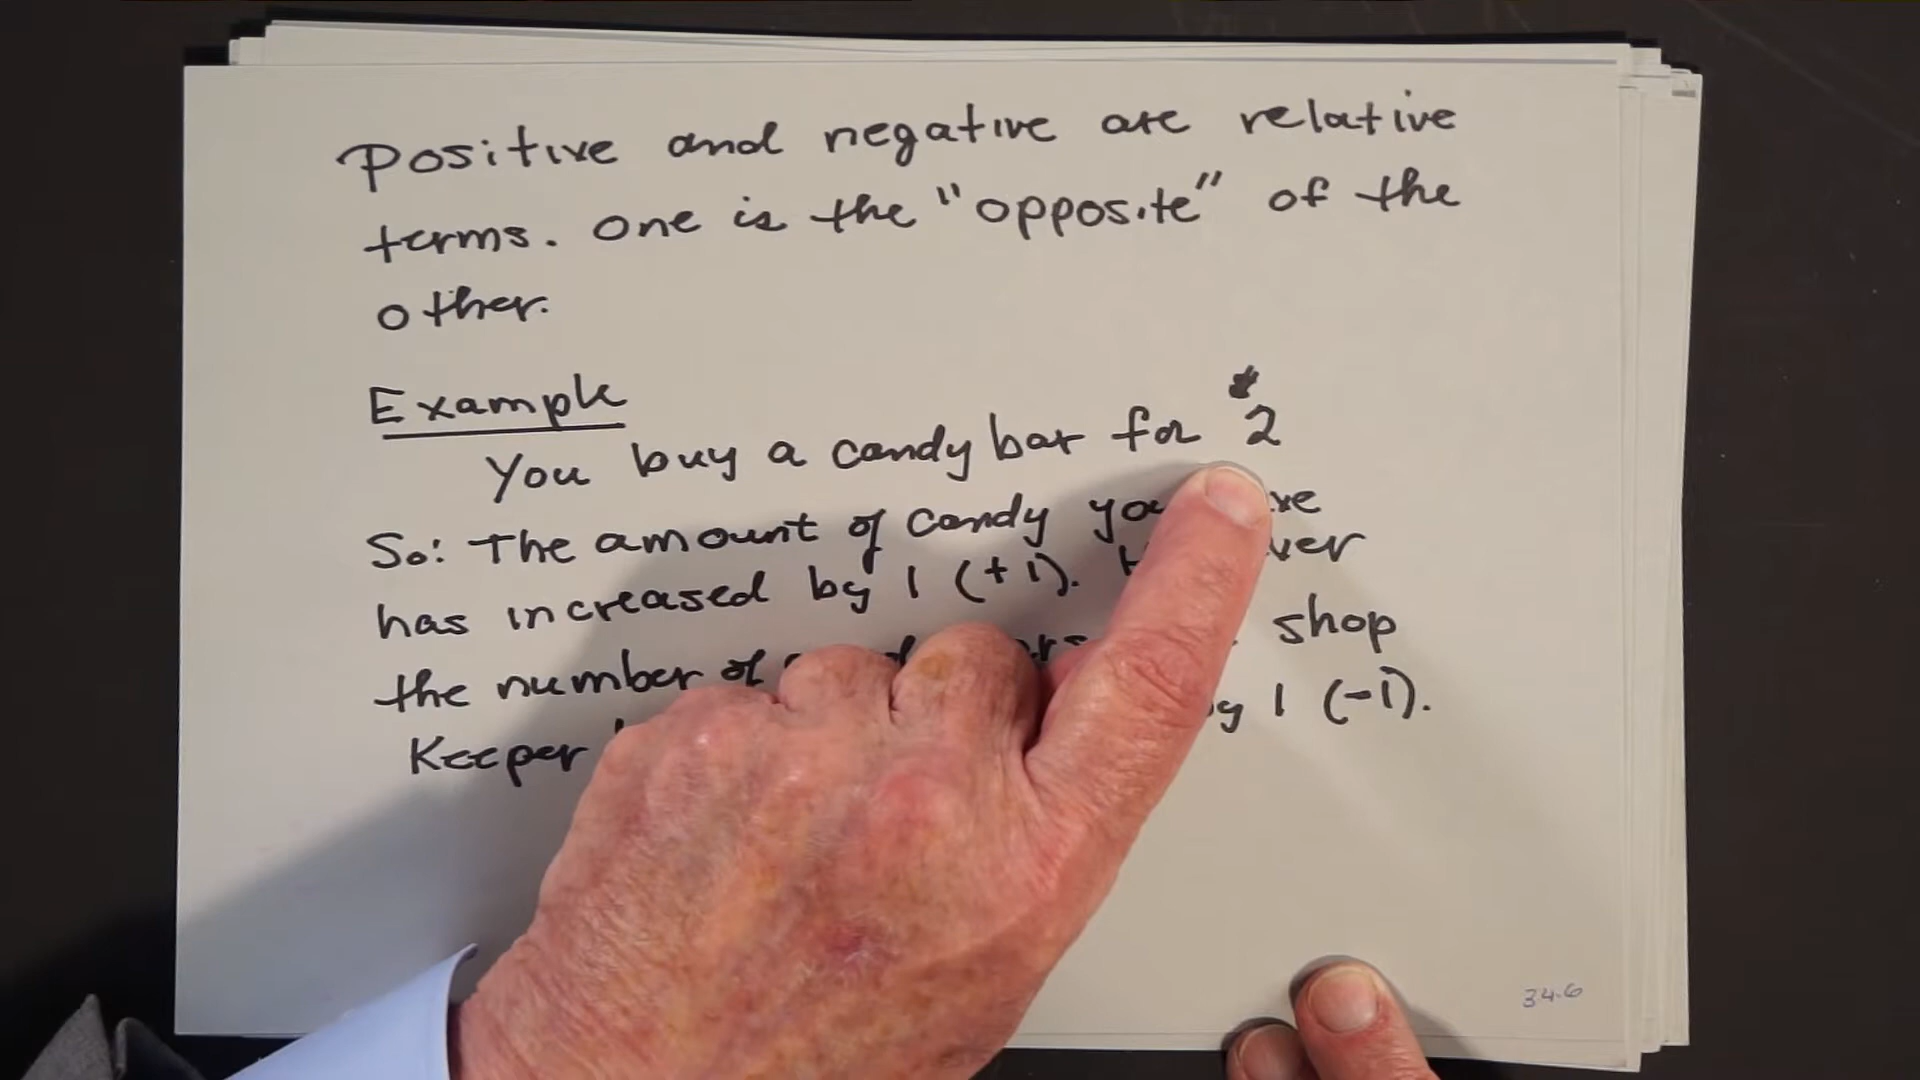 Positive and negative are relative
terms. One is the "opposite" of the
other.
Example
You buy a candy bar for $2
So: The amount of candy
has increased by 1 (+1).
the number of shop
Keeper by 1 (-1).
34.6